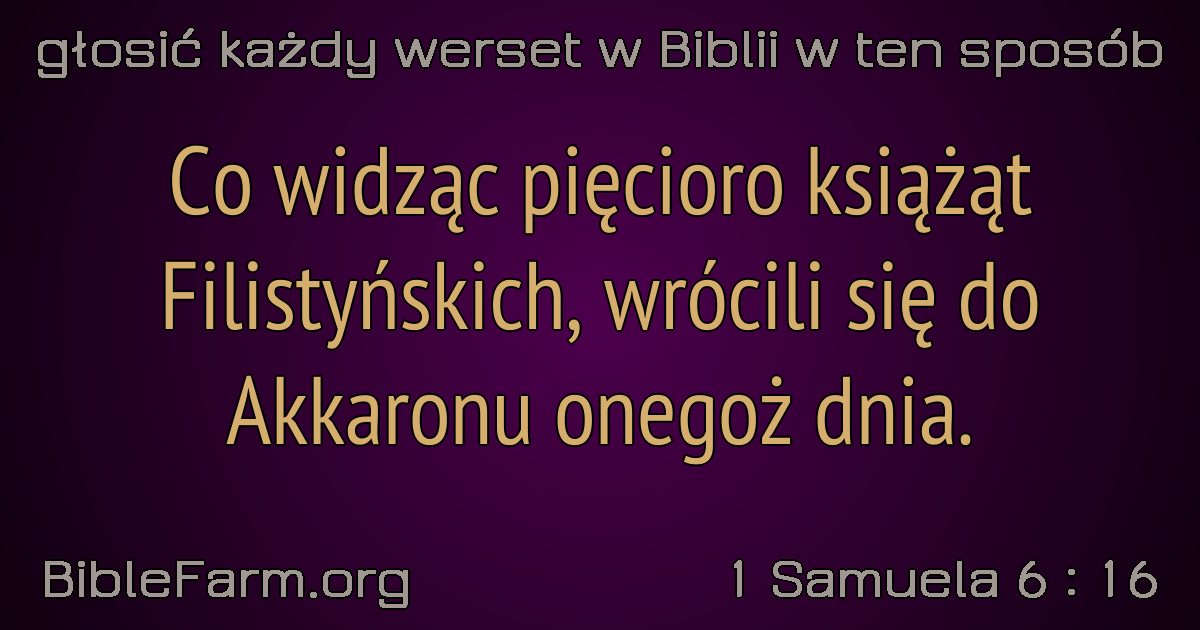 głosić każdy werset w Biblii w ten sposób
Co widząc pięcioro książąt
Filistyńskich, wrócili się do
Akkaronu onegoż dnia.
BibleFarm.org
1 Samuela 6 : 16